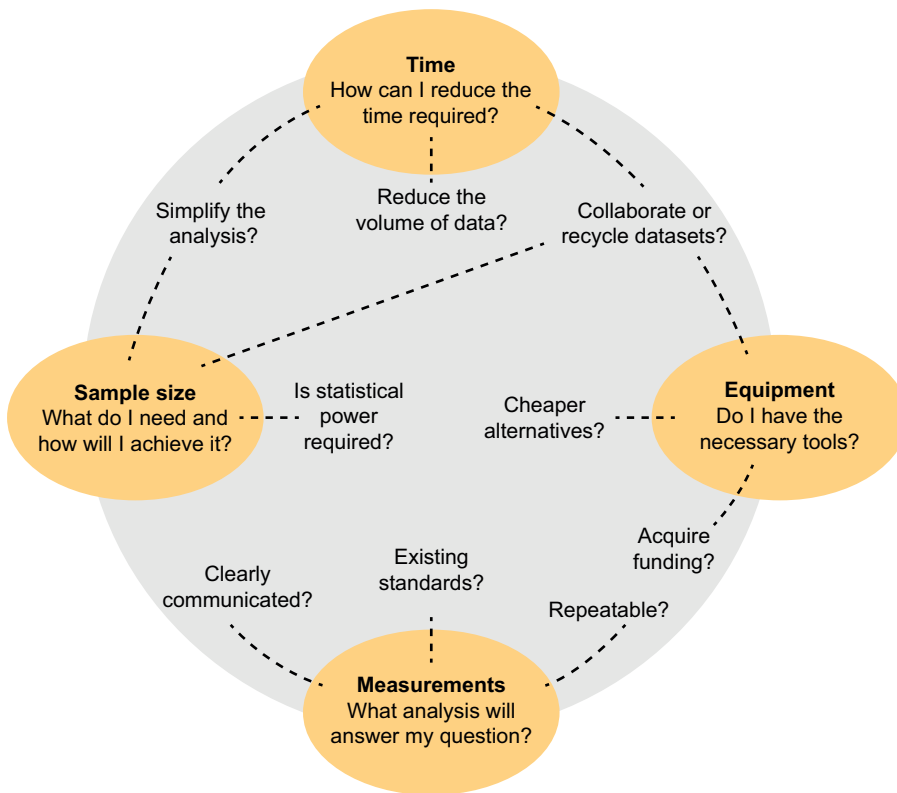 Time
How can I reduce the
time required?
Simplify the
analysis?
Reduce the
volume of data?
Collaborate or
recycle datasets?
Sample size
What do I need and
how will I achieve it?
Is statistical
power
required?
Cheaper
alternatives?
Equipment
Do I have the
necessary tools?
Acquire
funding?
Clearly
communicated?
Existing
standards?
Repeatable?
Measurements
What analysis will
answer my question?